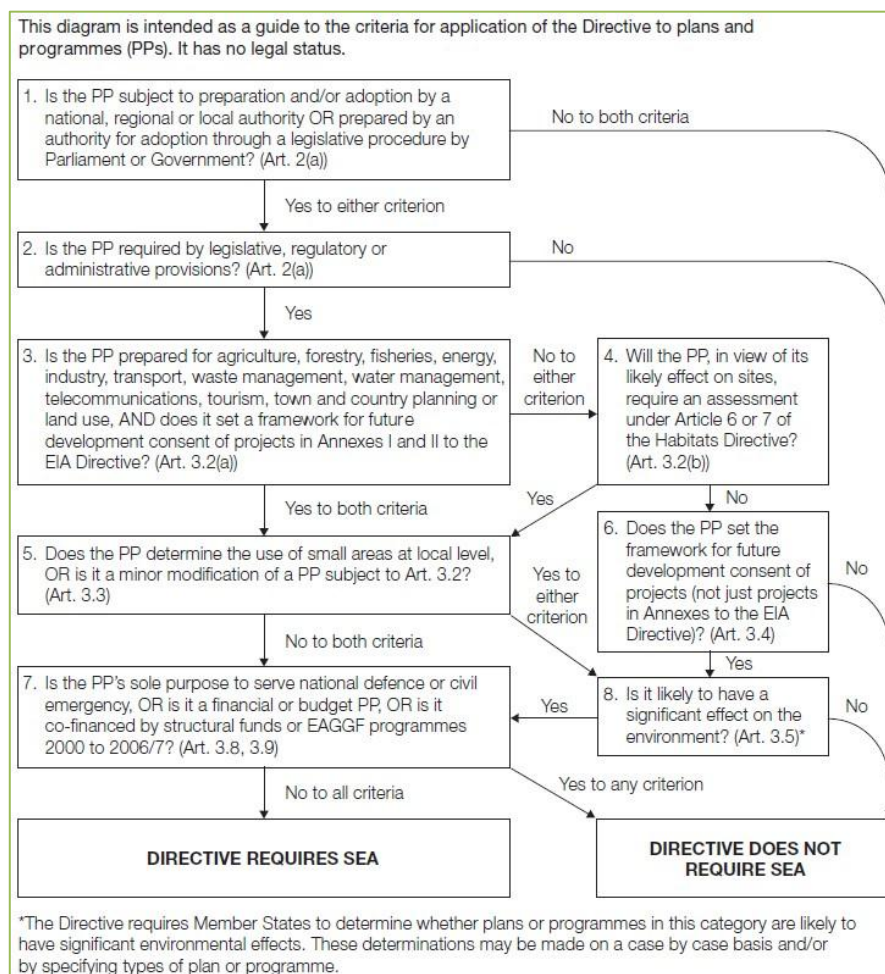 This diagram is intended as a guide to the criteria for application of the Directive to plans and
programmes (PPs). It has no legal status.
1. Is the PP subject to preparation and/or adoption by a
national, regional or local authority OR prepared by an
authority for adoption through a legislative procedure by
Parliament or Government? (Art. 2(a))
No to both criteria
Yes to either criterion
2. Is the PP required by legislative, regulatory or
administrative provisions? (Art. 2(a))
No
Yes
3. Is the PP prepared for agriculture, forestry, fisheries, energy,
industry, transport, waste management, water management,
telecommunications, tourism, town and country planning or
land use, AND does it set a framework for future
development consent of projects in Annexes I and II to the
EIA Directive? (Art. 3.2(a))
No to
either
criterion
4. Will the PP, in view of its
likely effect on sites,
require an assessment
under Article 6 or 7 of
the Habitats Directive?
(Art. 3.2(b))
Yes to both criteria
Yes
No
5. Does the PP determine the use of small areas at local level,
OR is it a minor modification of a PP subject to Art. 3.2?
(Art. 3.3)
Yes to
either
criterion
6. Does the PP set the
framework for future
development consent of
projects (not just projects
in Annexes to the EIA
Directive)? (Art. 3.4)
No
No to both criteria
Yes
7. Is the PP's sole purpose to serve national defence or civil
emergency, OR is it a financial or budget PP, OR is it
co-financed by structural funds or EAGGF programmes
2000 to 2006/7? (Art. 3.8, 3.9)
Yes
8. Is it likely to have a
significant effect on the
environment? (Art. 3.5)*
No
No to all criteria
Yes to any criterion
DIRECTIVE REQUIRES SEA
DIRECTIVE DOES NOT
REQUIRE SEA
*The Directive requires Member States to determine whether plans or programmes in this category are likely to
have significant environmental effects. These determinations may be made on a case by case basis and/or
by specifying types of plan or programme.